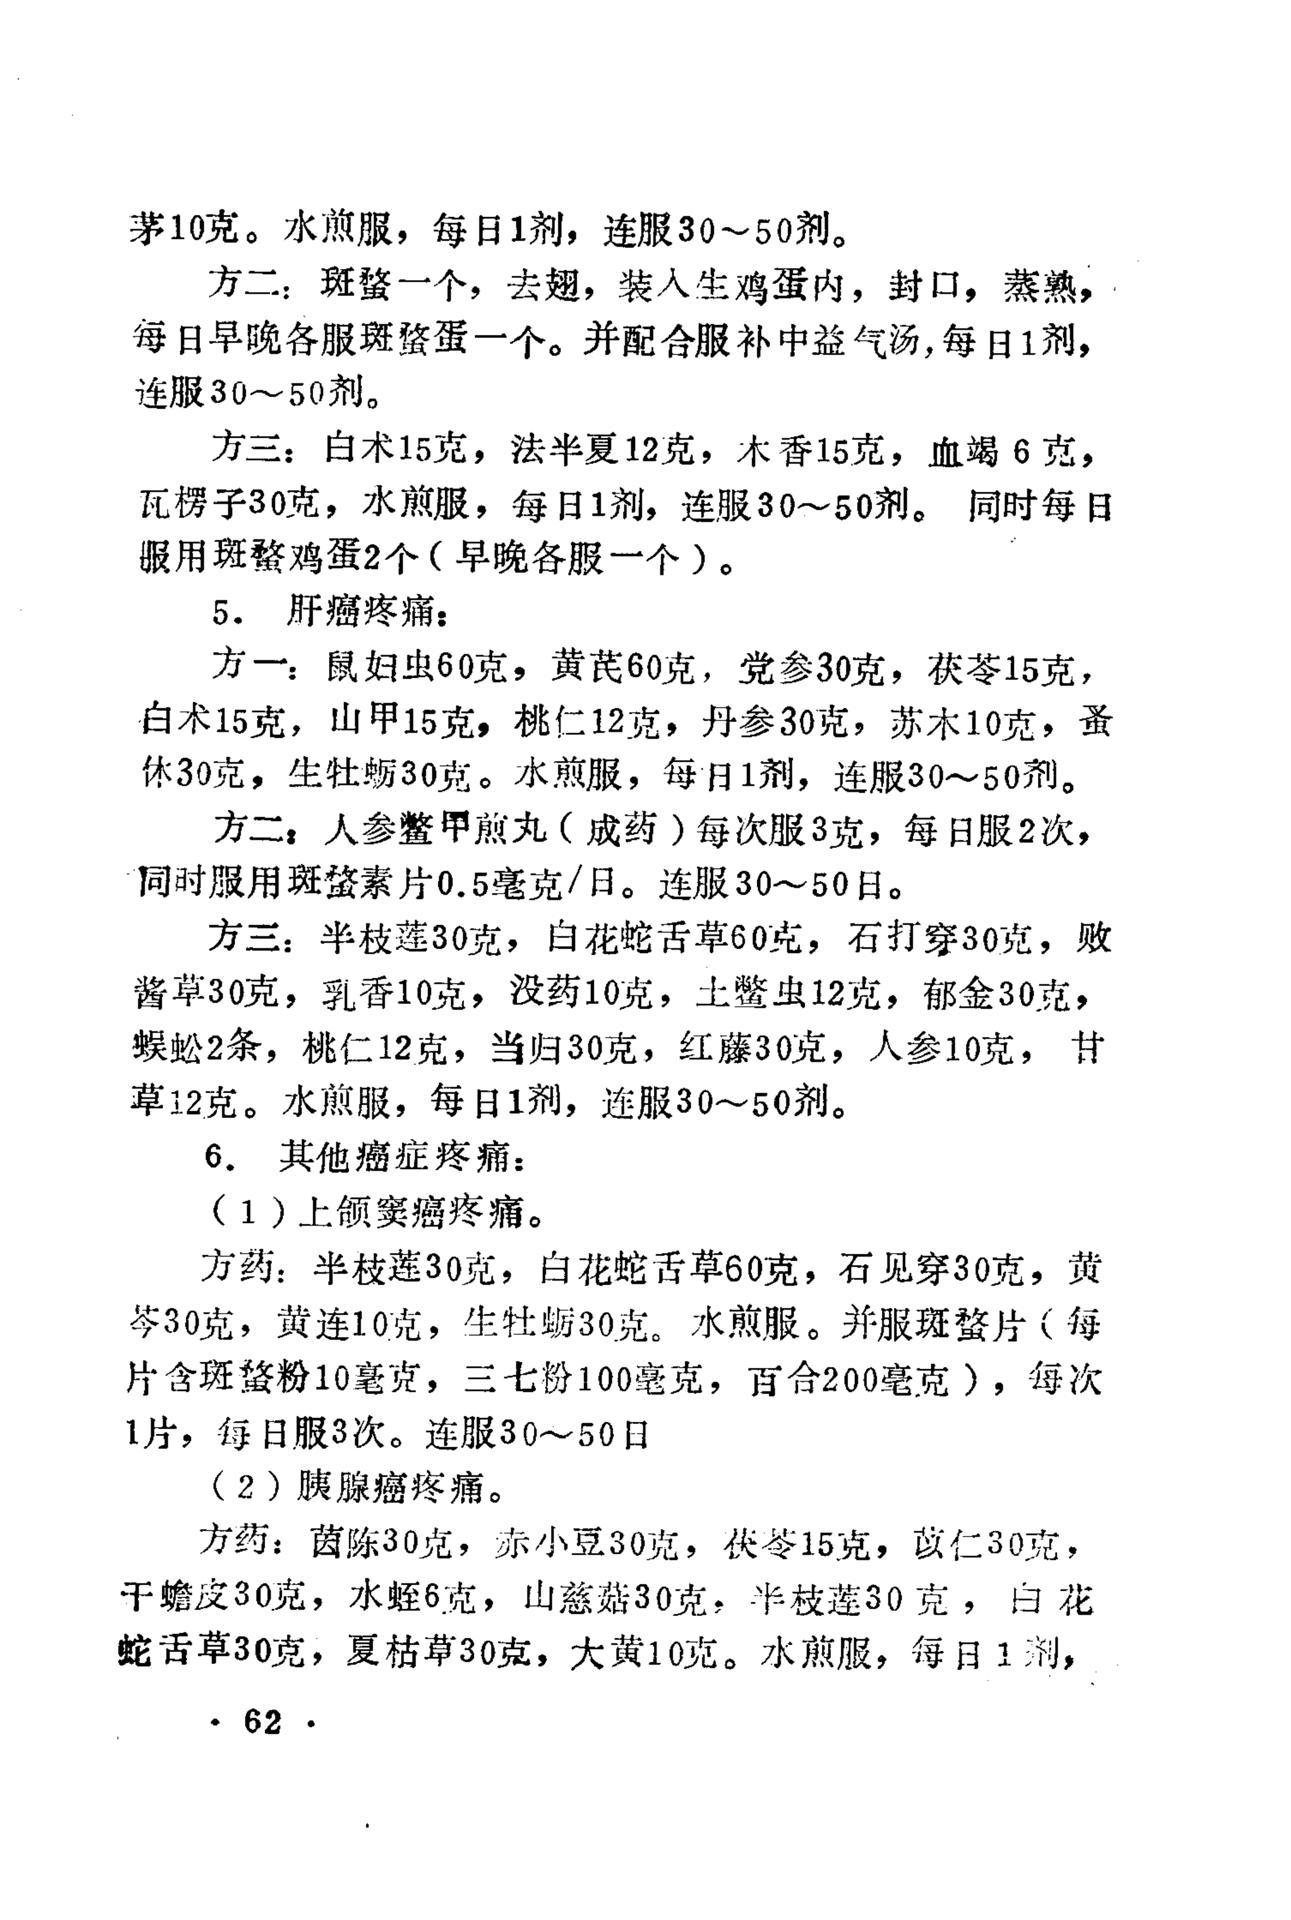 茅10克。水煎服，每日1剂，连服30～50剂。
方二：斑蝥一个，去翅，装入生鸡蛋内，封口，蒸熟，
每日早晚各服斑蝥蛋一个。并配合服补中益气汤，每日1剂，
连服30～50剂。
方三：白术15克，法半夏12克，木香15克，血竭6克，
瓦楞子30克，水煎服，每日1剂，连服30～50剂。同时每日
服用斑蝥鸡蛋2个（早晚各服一个）。
5．肝癌疼痛：
方一：鼠妇虫60克，黄芪60克，党参30克，茯苓15克，
白术15克，山甲15克，桃仁12克，丹参30克，苏木10克，蚤
休30克，生牡蛎30克。水煎服，每日1剂，连服30～50剂。
方二：人参鳖甲煎丸（成药）每次服3克，每日服2次，
同时服用斑蝥素片0.5毫克/日。连服30～50日。
方三：半枝莲30克，白花蛇舌草60克，石打穿30克，败
酱草30克，乳香10克，没药10克，土鳖虫12克，郁金30克，
蜈蚣2条，桃仁12克，当归30克，红藤30克，人参10克，甘
草12克。水煎服，每日1剂，连服30～50剂。
6．其他癌症疼痛：
（1）上颌窦癌疼痛。
方药：半枝莲30克，白花蛇舌草60克，石见穿30克，黄
芩30克，黄连10克，生牡蛎30克。水煎服。并服斑蝥片（每
片含斑蝥粉10毫克，三七粉100毫克，百合200毫克），每次
1片，每日服3次。连服30～50日
（2）胰腺癌疼痛。
方药：茵陈30克，赤小豆30克，茯苓15克，苡仁30克，
干蟾皮30克，水蛭6克，山慈菇30克，半枝莲30克，白花
蛇舌草30克，夏枯草30克，大黄10克。水煎服，每日1剂，
·62·